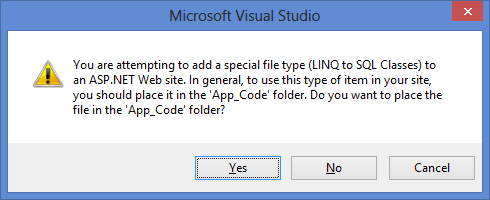 Microsoft Visual Studio
You are attempting to add a special file type (LINQ to SQL Classes) to
an ASP.NET Web site. In general, to use this type of item in your site,
you should place it in the 'App_Code' folder. Do you want to place the
file in the 'App_Code' folder?
Yes
No
Cancel